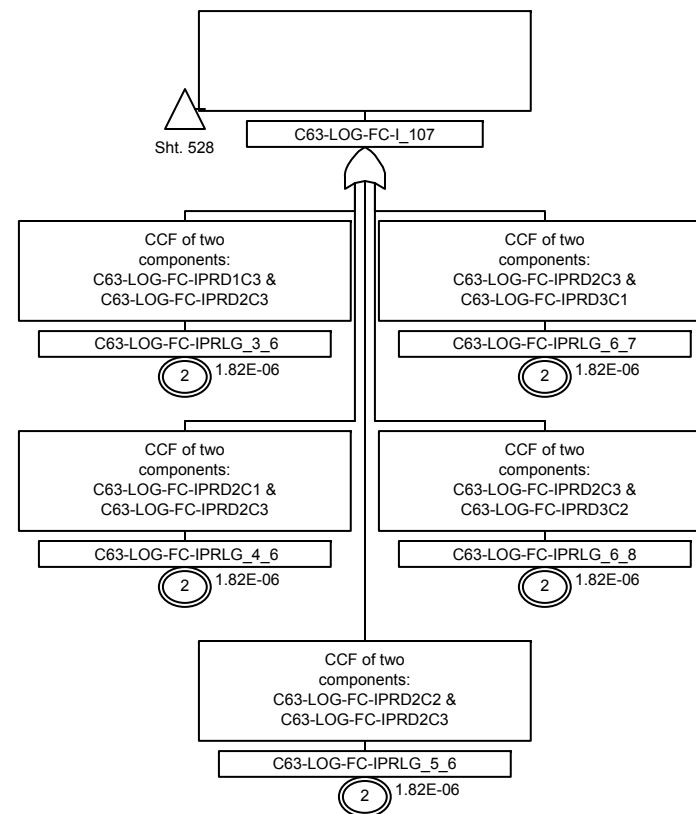 Sht. 528
C63-LOG-FC-I_107
CCF of two
components:
C63-LOG-FC-IPRD1C3 &
C63-LOG-FC-IPRD2C3
C63-LOG-FC-IPRLG_3_6
2
1.82E-06
CCF of two
components:
C63-LOG-FC-IPRD2C3 &
C63-LOG-FC-IPRD3C1
C63-LOG-FC-IPRLG_6_7
2
1.82E-06
CCF of two
components:
C63-LOG-FC-IPRD2C1 &
C63-LOG-FC-IPRD2C3
C63-LOG-FC-IPRLG_4_6
2
1.82E-06
CCF of two
components:
C63-LOG-FC-IPRD2C3 &
C63-LOG-FC-IPRD3C2
C63-LOG-FC-IPRLG_6_8
2
1.82E-06
CCF of two
components:
C63-LOG-FC-IPRD2C2 &
C63-LOG-FC-IPRD2C3
C63-LOG-FC-IPRLG_5_6
2
1.82E-06